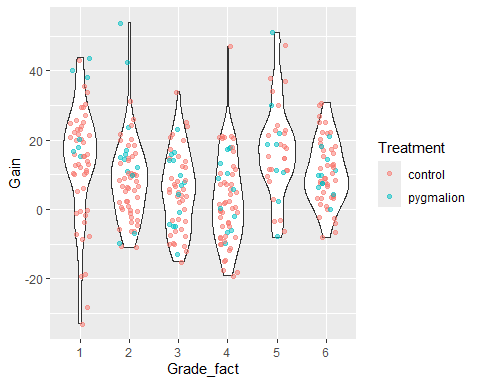 40
20
0
-20
Gain
1 2 3 4 5 6
Grade_fact
Treatment
control
pygmalion